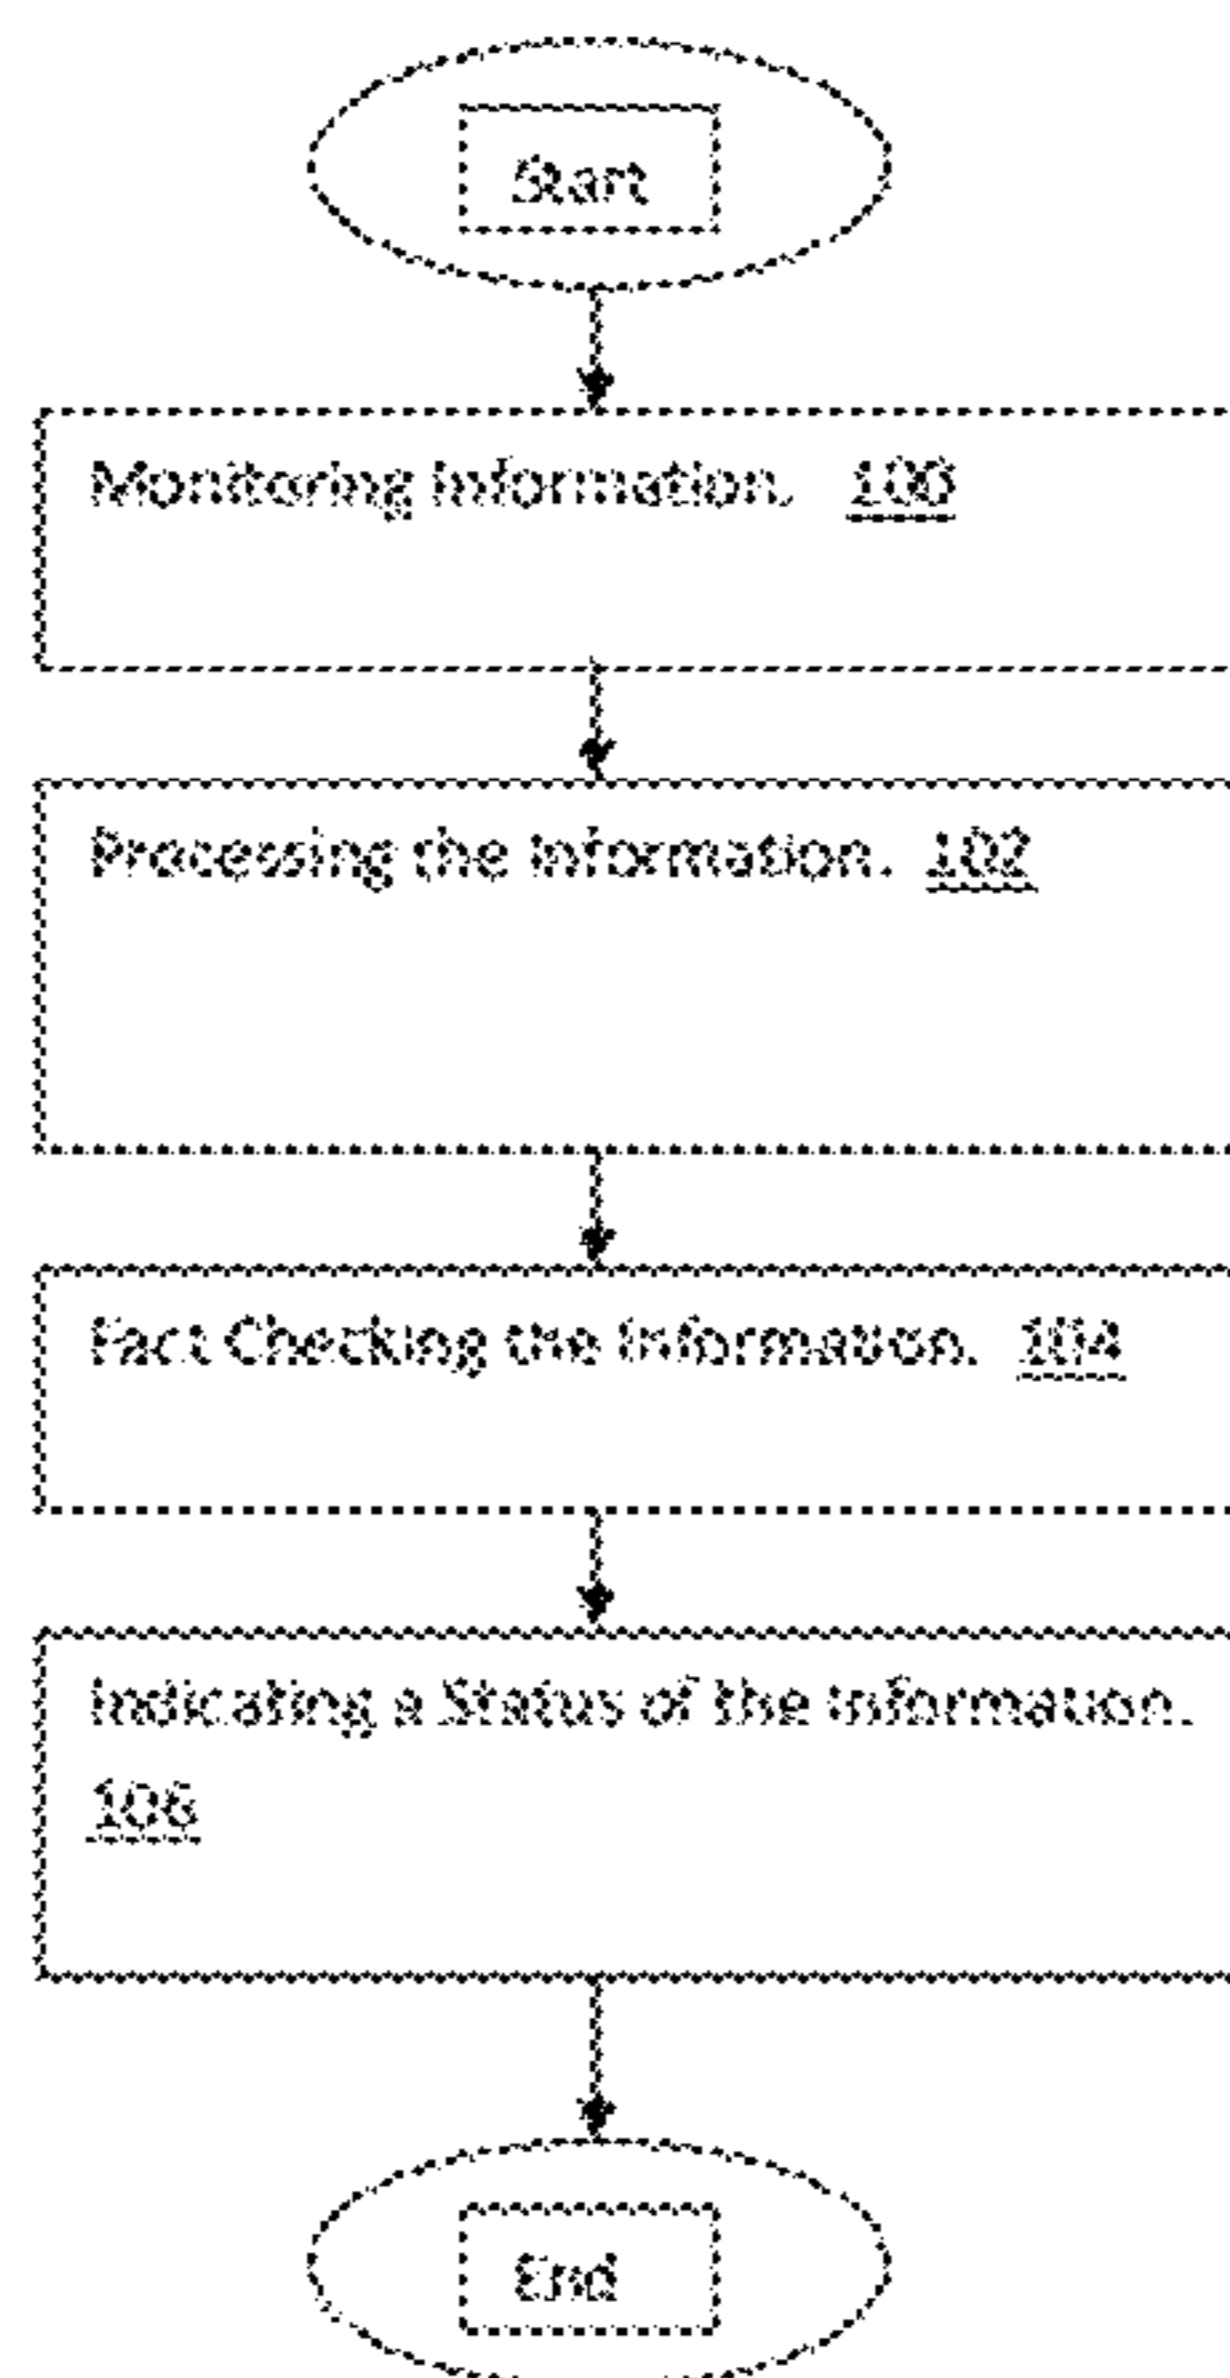 Start
Monitoring Information. 100
Processing the Information. 102
Fact Checking the Information. 104
Indicating a Status of the Information.
106
End